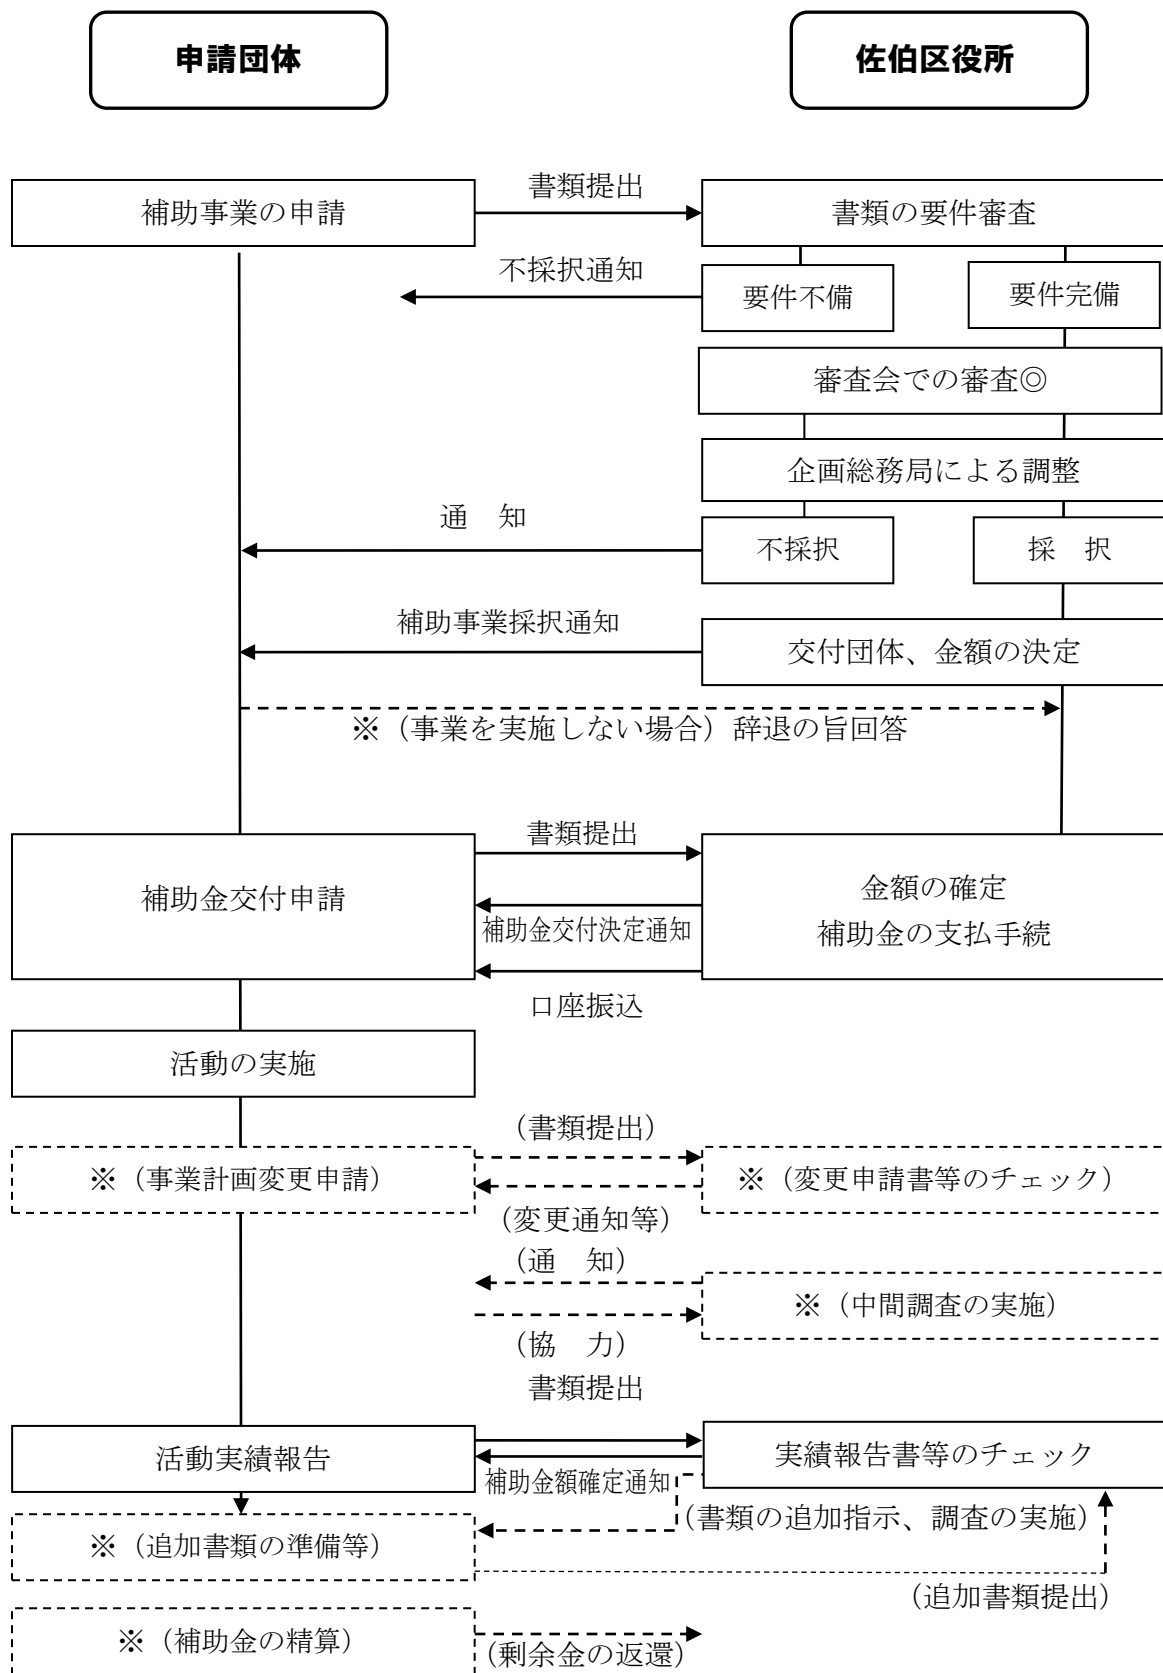 申請団体
佐伯区役所
補助事業の申請
書類提出
書類の要件審査
不採択通知
要件不備
要件完備
審査会での審査◎
企画総務局による調整
通　知
不採択
採　択
補助事業採択通知
交付団体、金額の決定
※（事業を実施しない場合）辞退の旨回答
補助金交付申請
書類提出
金額の確定
補助金の支払手続
補助金交付決定通知
口座振込
活動の実施
（書類提出）
※（事業計画変更申請）
※（変更申請書等のチェック）
（変更通知等）
（通　知）
※（中間調査の実施）
（協　力）
書類提出
活動実績報告
実績報告書等のチェック
補助金額確定通知
（書類の追加指示、調査の実施）
※（追加書類の準備等）
（追加書類提出）
※（補助金の精算）
（剰余金の返還）